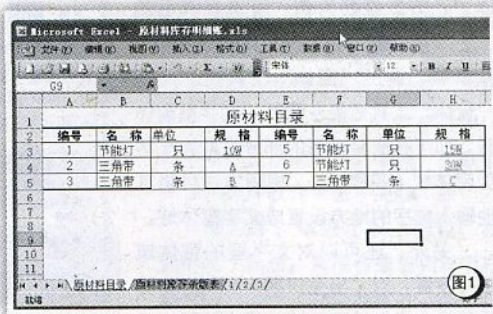 Microsoft Excel - 原材料库存明细账.xls
文件(F) 编辑(E) 视图(V) 插入(I) 格式(O) 工具(T) 数据(D) 窗口(W) 帮助(H)
宋体 12 B I U
G9
A B C D E F G H
1 原材料目录
2 编号 名 称 单位 规 格 编号 名 称 单位 规 格
3 1 节能灯 只 10W 5 节能灯 只 15W
4 2 三角带 条 A 6 节能灯 只 20W
5 3 三角带 条 B 7 三角带 条 C
6
7
8
9
10
11
原材料目录/原材料库存录版表/1/2/3/
就绪
图1